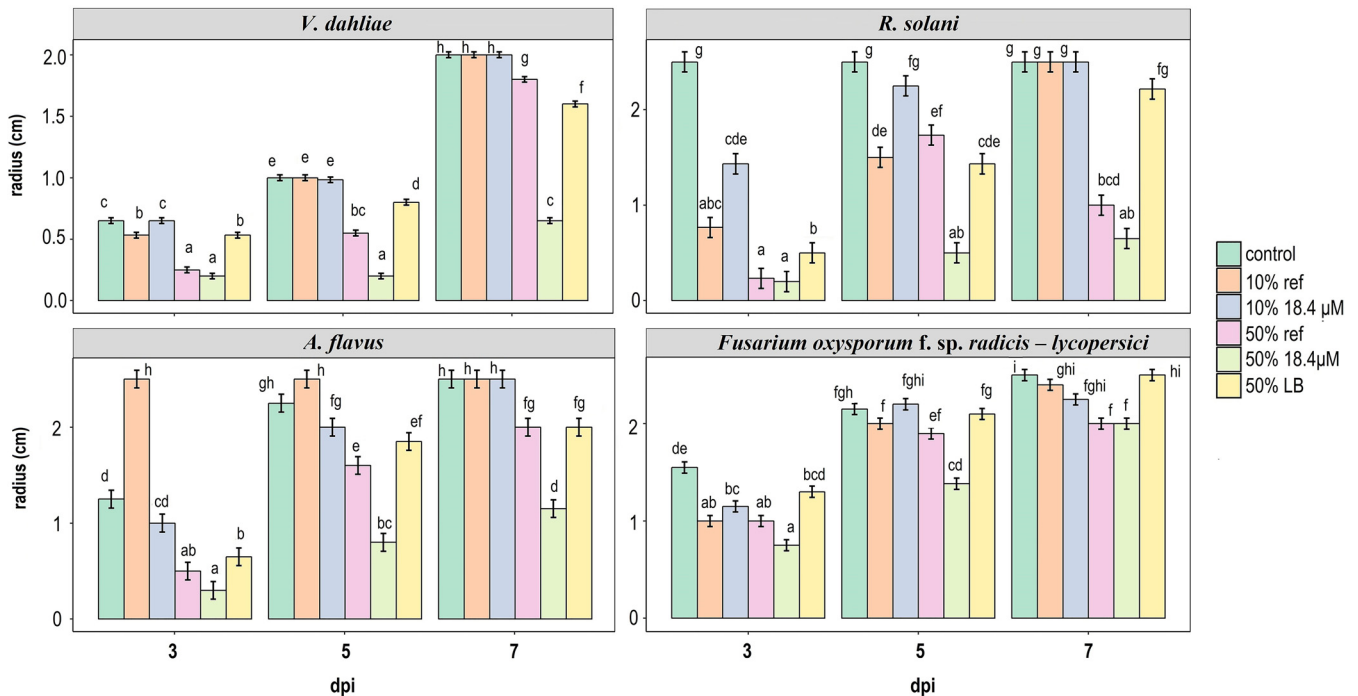 V. dahliae
R. solani
radius (cm)
2.0
1.5
1.0
0.5
0.0
c b c a a b
e e e bc a d
h h h g c f
2
1
0
g abc cde a a b
g de fg ef ab cde
g g g bcd ab fg
control
10% ref
10% 18.4 µM
50% ref
50% 18.4µM
50% LB
A. flavus
Fusarium oxysporum f. sp. radicis – lycopersici
radius (cm)
2
1
0
d h cd ab a b
gh h fg e bc ef
h h h fg d fg
2
1
0
de ab bc ab a bcd
fgh f fghi ef cd fg
i ghi fghi f f hi
3 5 7
3 5 7
dpi
dpi